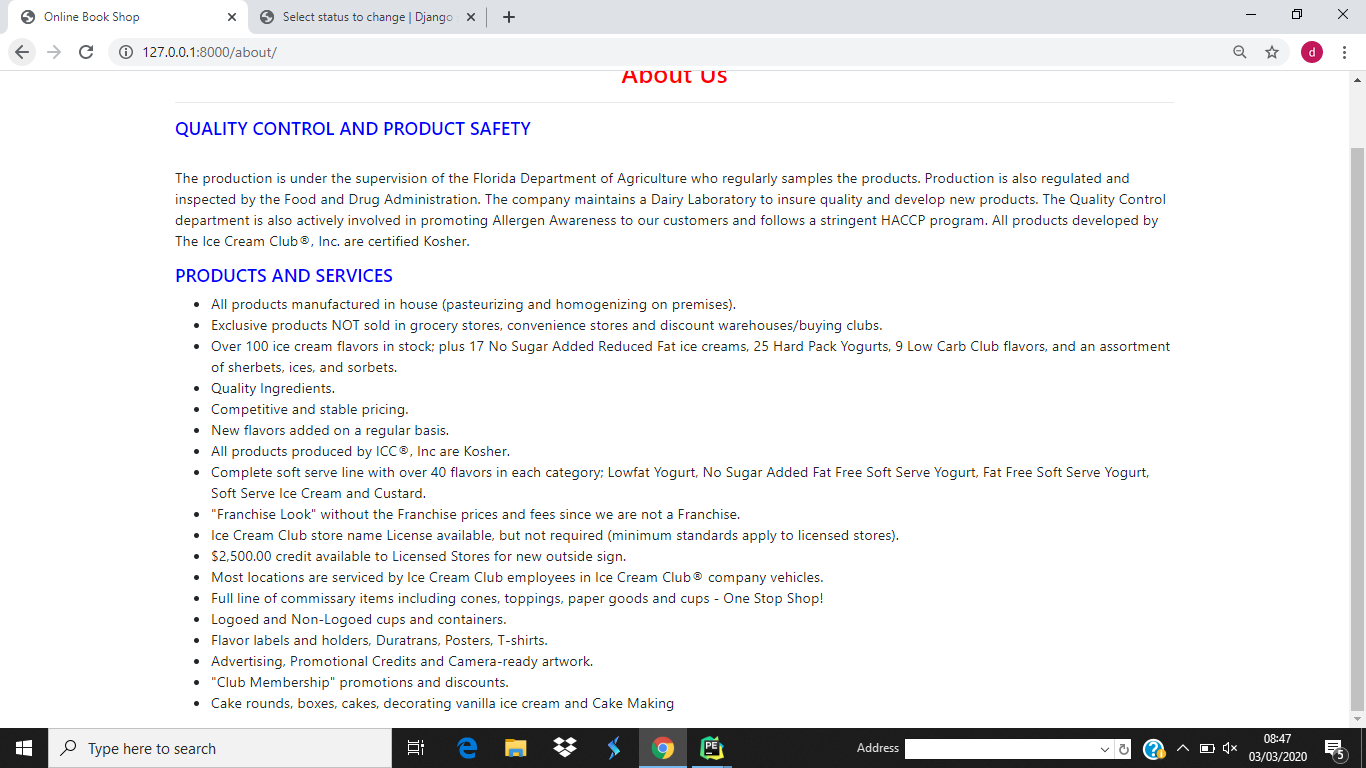 Online Book Shop
Select status to change | Django
127.0.0.1:8000/about/
d
About Us
QUALITY CONTROL AND PRODUCT SAFETY
The production is under the supervision of the Florida Department of Agriculture who regularly samples the products. Production is also regulated and
inspected by the Food and Drug Administration. The company maintains a Dairy Laboratory to insure quality and develop new products. The Quality Control
department is also actively involved in promoting Allergen Awareness to our customers and follows a stringent HACCP program. All products developed by
The Ice Cream Club®, Inc. are certified Kosher.
PRODUCTS AND SERVICES
• All products manufactured in house (pasteurizing and homogenizing on premises).
• Exclusive products NOT sold in grocery stores, convenience stores and discount warehouses/buying clubs.
• Over 100 ice cream flavors in stock; plus 17 No Sugar Added Reduced Fat ice creams, 25 Hard Pack Yogurts, 9 Low Carb Club flavors, and an assortment
of sherbets, ices, and sorbets.
• Quality Ingredients.
• Competitive and stable pricing.
• New flavors added on a regular basis.
• All products produced by ICC®, Inc are Kosher.
• Complete soft serve line with over 40 flavors in each category; Lowfat Yogurt, No Sugar Added Fat Free Soft Serve Yogurt, Fat Free Soft Serve Yogurt,
Soft Serve Ice Cream and Custard.
• "Franchise Look" without the Franchise prices and fees since we are not a Franchise.
• Ice Cream Club store name License available, but not required (minimum standards apply to licensed stores).
• $2,500.00 credit available to Licensed Stores for new outside sign.
• Most locations are serviced by Ice Cream Club employees in Ice Cream Club® company vehicles.
• Full line of commissary items including cones, toppings, paper goods and cups - One Stop Shop!
• Logoed and Non-Logoed cups and containers.
• Flavor labels and holders, Duratrans, Posters, T-shirts.
• Advertising, Promotional Credits and Camera-ready artwork.
• "Club Membership" promotions and discounts.
• Cake rounds, boxes, cakes, decorating vanilla ice cream and Cake Making
Type here to search
PE
Address
08:47
03/03/2020
5